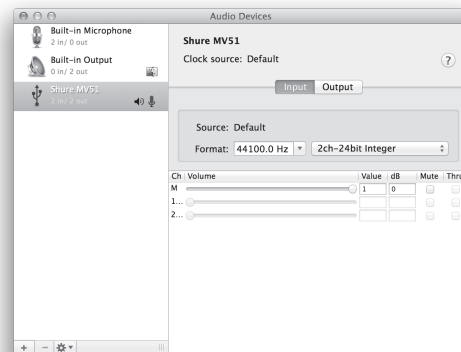 Audio Devices
Built-in Microphone
2 in/ 0 out
Built-in Output
0 in/ 2 out
Shure MV51
2 in/ 2 out
+ −
Shure MV51
Clock source: Default
?
Input Output
Source: Default
Format: 44100.0 Hz 2ch-24bit Integer
Ch Volume Value dB Mute Thru
M 1 0
1...
2...